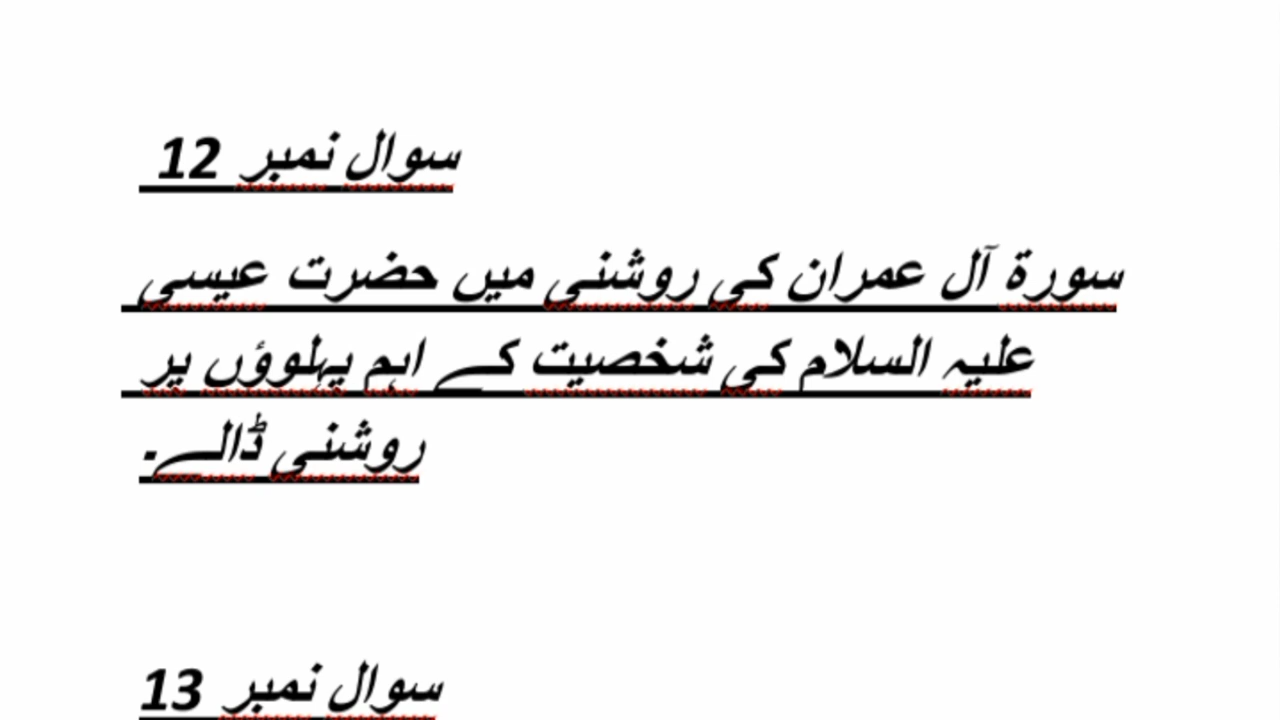 سوال نمبر 12
سورۃ آل عمران کی روشنی میں حضرت عیسی
علیہ السلام کی شخصیت کے اہم پہلوؤں پر
روشنی ڈالے۔
سوال نمبر 13